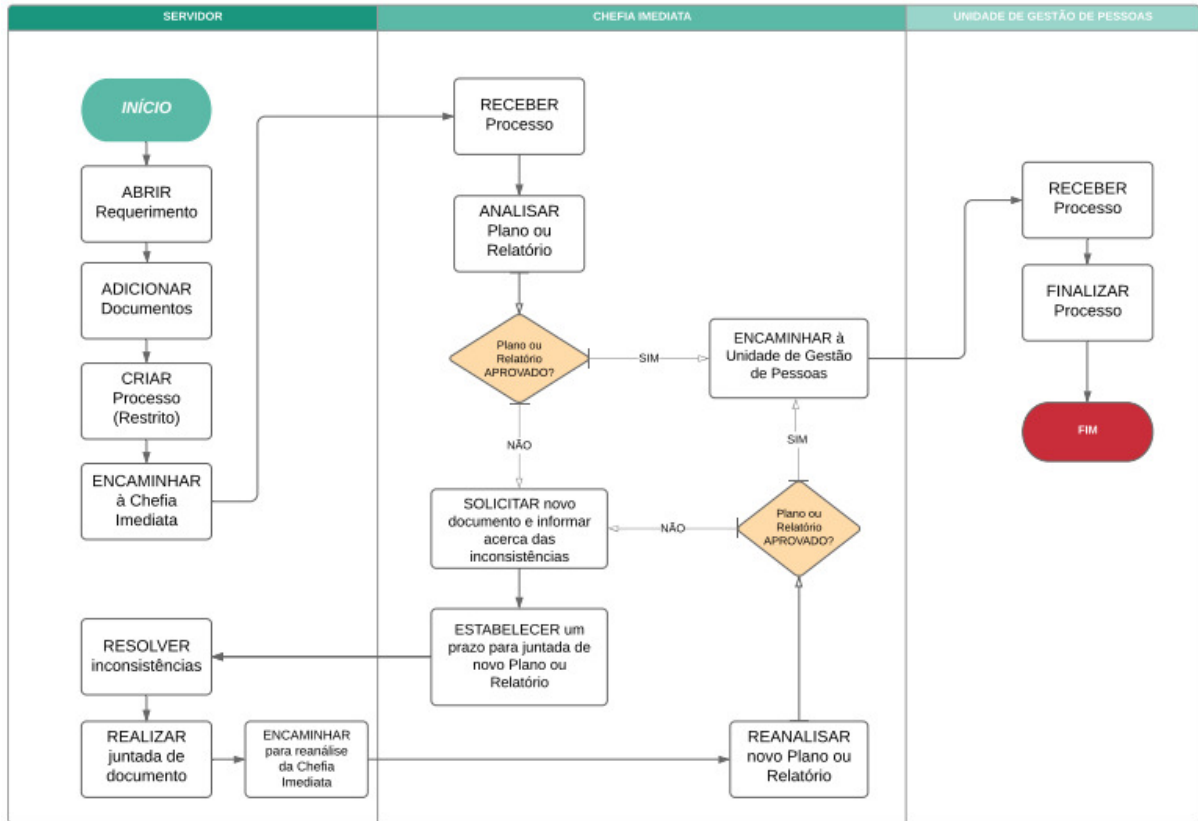 SERVIDOR
CHEFIA IMEDIATA
UNIDADE DE GESTÃO DE PESSOAS
INÍCIO
ABRIR
Requerimento
ADICIONAR
Documentos
CRIAR
Processo
(Restrito)
ENCAMINHAR
à Chefia
Imediata
RECEBER
Processo
ANALISAR
Plano ou
Relatório
Plano ou
Relatório
APROVADO?
SIM
NÃO
ENCAMINHAR à
Unidade de Gestão
de Pessoas
SOLICITAR novo
documento e informar
acerca das
inconsistências
ESTABELECER um
prazo para juntada de
novo Plano ou
Relatório
RESOLVER
inconsistências
REALIZAR
juntada de
documento
ENCAMINHAR
para reanálise
da Chefia
Imediata
REANALISAR
novo Plano ou
Relatório
Plano ou
Relatório
APROVADO?
NÃO
SIM
RECEBER
Processo
FINALIZAR
Processo
FIM